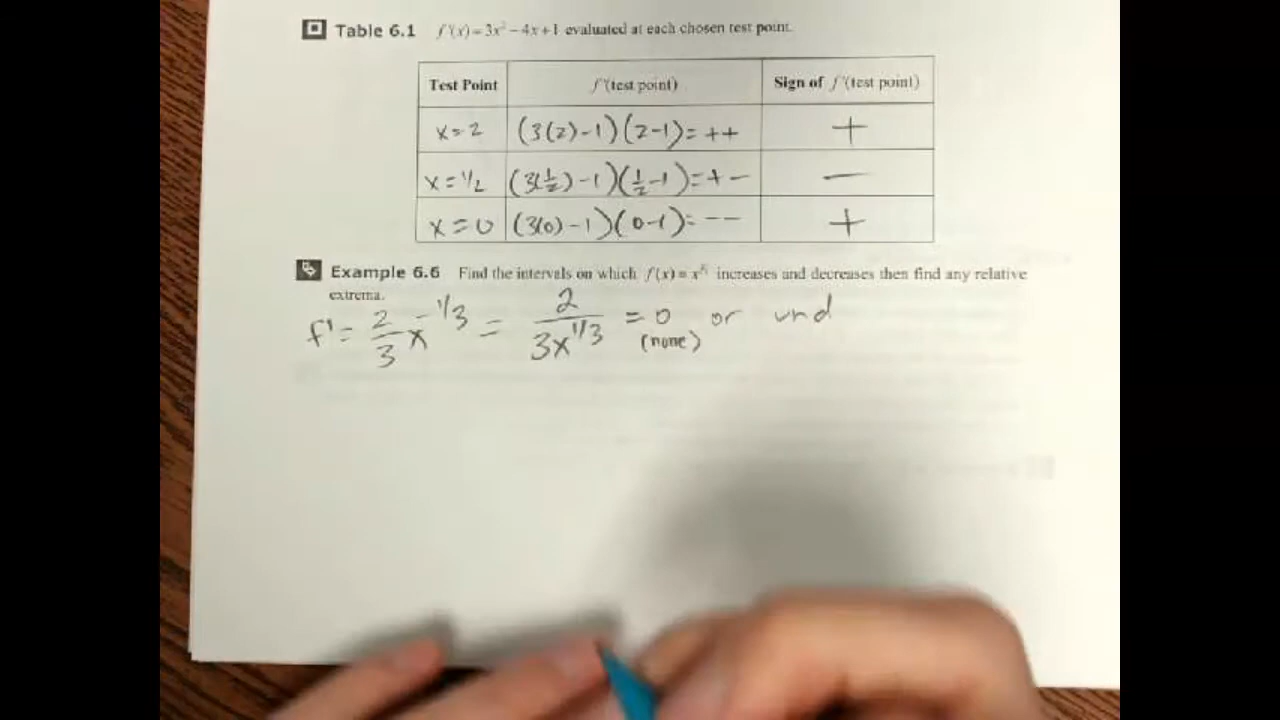 Table 6.1 f'(x) = 3x² − 4x + 1 evaluated at each chosen test point.
Test Point f'(test point) Sign of f'(test point)
x = 2 (3(2)-1)(2-1) = ++ +
x = 1/2 (3(1/2)-1)(1/2-1) = +- −
x = 0 (3(0)-1)(0-1) = -- +
Example 6.6 Find the intervals on which f(x) = x^2/3 increases and decreases then find any relative
extrema.
f' = 2/3 x^-1/3 = 2/3x^1/3 = 0 or und
(none)